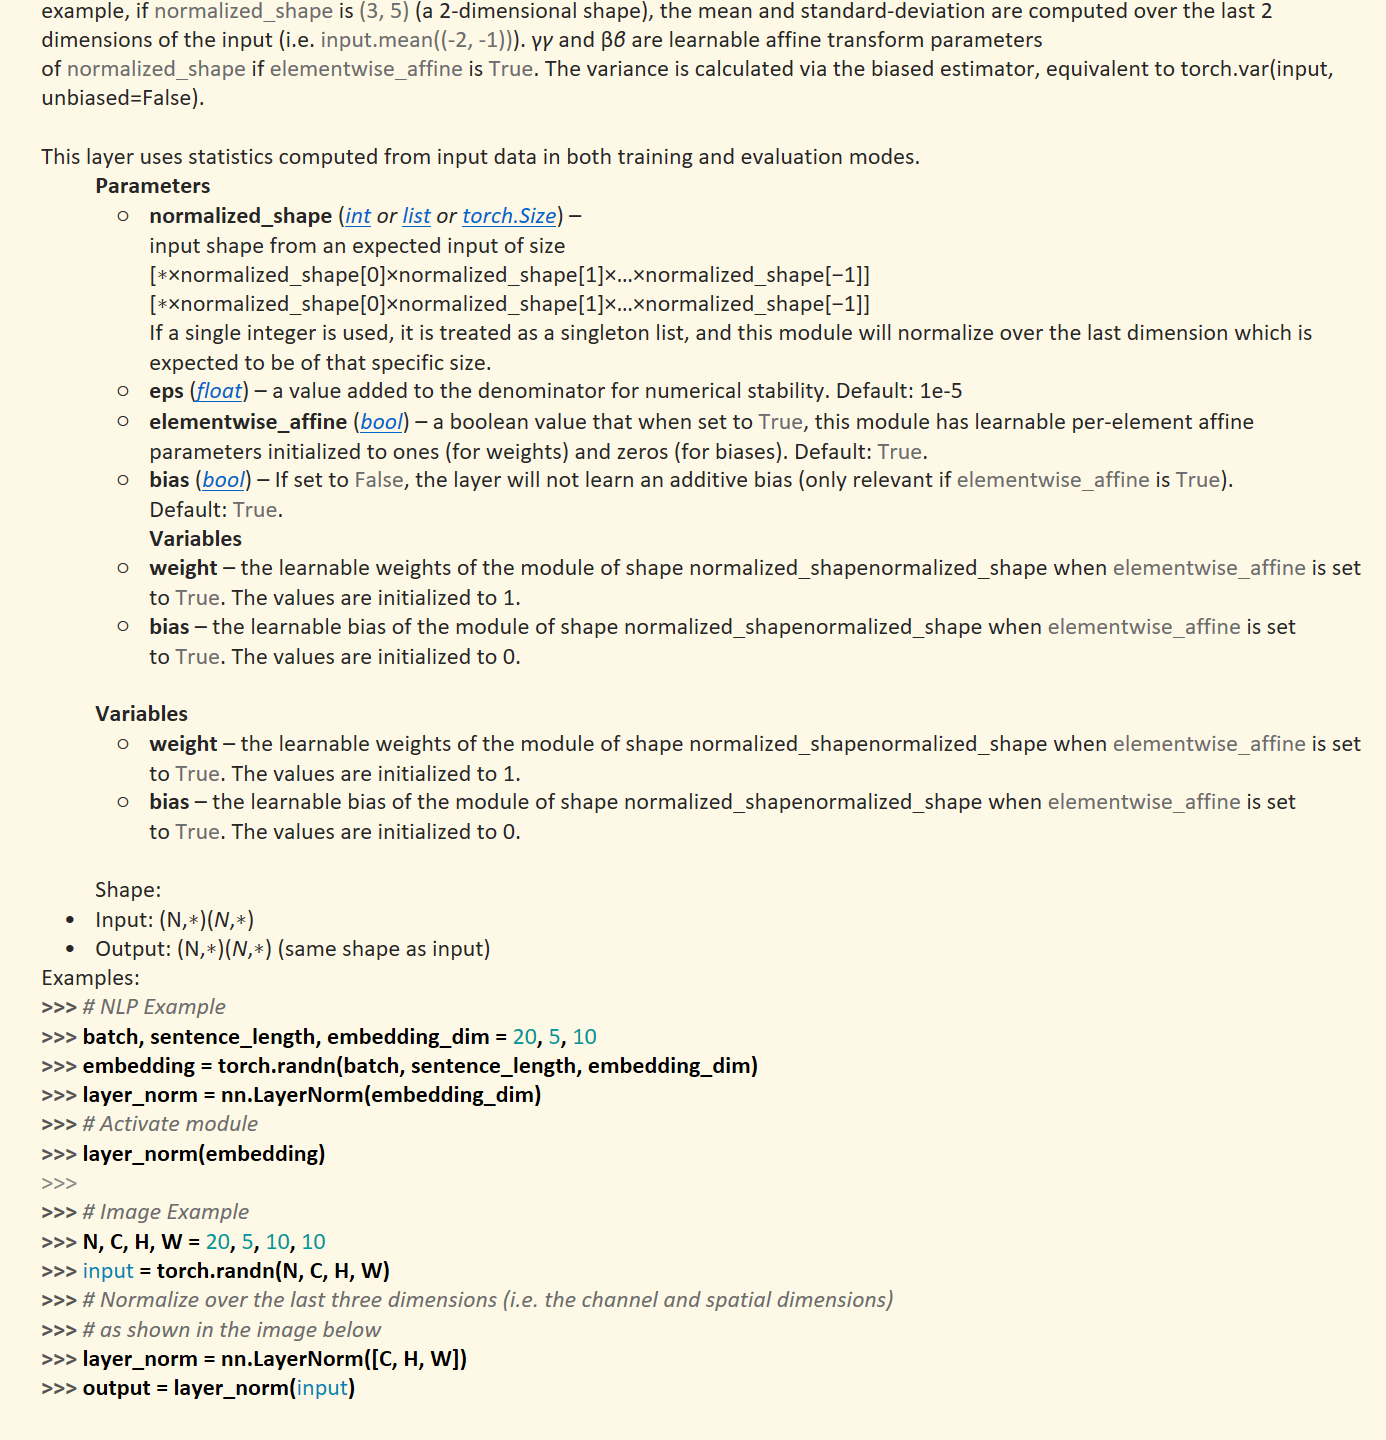 example, if normalized_shape is (3, 5) (a 2-dimensional shape), the mean and standard-deviation are computed over the last 2
dimensions of the input (i.e. input.mean((-2, -1))). γγ and ββ are learnable affine transform parameters
of normalized_shape if elementwise_affine is True. The variance is calculated via the biased estimator, equivalent to torch.var(input,
unbiased=False).
This layer uses statistics computed from input data in both training and evaluation modes.
Parameters
○ normalized_shape (int or list or torch.Size) –
input shape from an expected input of size
[∗×normalized_shape[0]×normalized_shape[1]×…×normalized_shape[−1]]
[∗×normalized_shape[0]×normalized_shape[1]×…×normalized_shape[−1]]
If a single integer is used, it is treated as a singleton list, and this module will normalize over the last dimension which is
expected to be of that specific size.
○ eps (float) – a value added to the denominator for numerical stability. Default: 1e-5
○ elementwise_affine (bool) – a boolean value that when set to True, this module has learnable per-element affine
parameters initialized to ones (for weights) and zeros (for biases). Default: True.
○ bias (bool) – If set to False, the layer will not learn an additive bias (only relevant if elementwise_affine is True).
Default: True.
Variables
○ weight – the learnable weights of the module of shape normalized_shapenormalized_shape when elementwise_affine is set
to True. The values are initialized to 1.
○ bias – the learnable bias of the module of shape normalized_shapenormalized_shape when elementwise_affine is set
to True. The values are initialized to 0.
Variables
○ weight – the learnable weights of the module of shape normalized_shapenormalized_shape when elementwise_affine is set
to True. The values are initialized to 1.
○ bias – the learnable bias of the module of shape normalized_shapenormalized_shape when elementwise_affine is set
to True. The values are initialized to 0.
Shape:
• Input: (N,∗)(N,∗)
• Output: (N,∗)(N,∗) (same shape as input)
Examples:
>>> # NLP Example
>>> batch, sentence_length, embedding_dim = 20, 5, 10
>>> embedding = torch.randn(batch, sentence_length, embedding_dim)
>>> layer_norm = nn.LayerNorm(embedding_dim)
>>> # Activate module
>>> layer_norm(embedding)
>>>
>>> # Image Example
>>> N, C, H, W = 20, 5, 10, 10
>>> input = torch.randn(N, C, H, W)
>>> # Normalize over the last three dimensions (i.e. the channel and spatial dimensions)
>>> # as shown in the image below
>>> layer_norm = nn.LayerNorm([C, H, W])
>>> output = layer_norm(input)